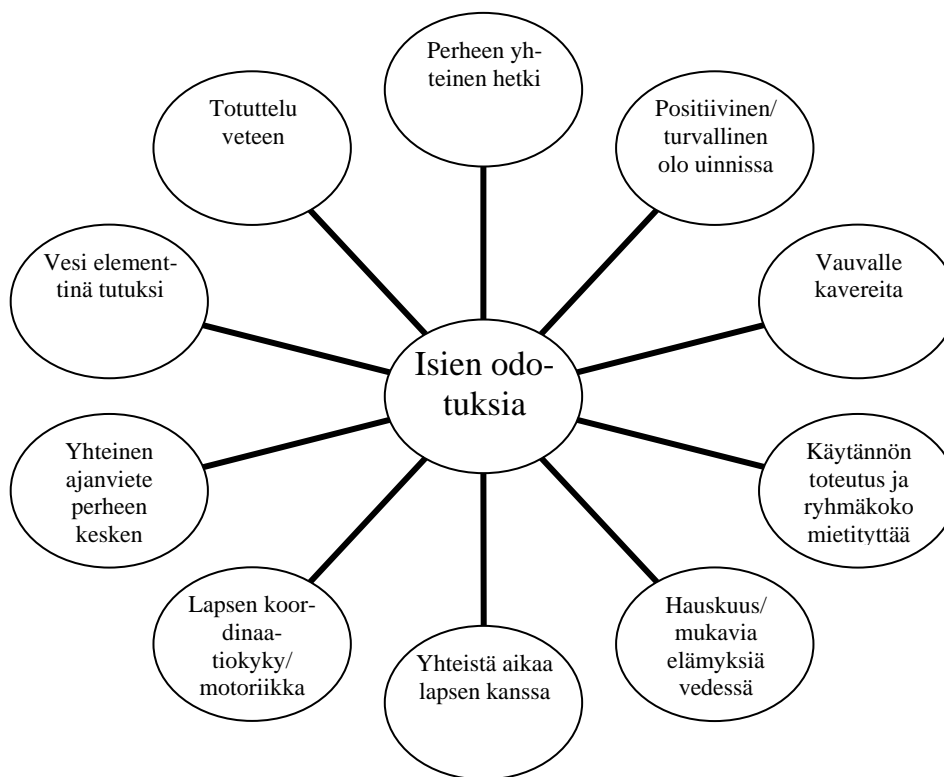 Perheen yh-
teinen hetki
Positiivinen/
turvallinen
olo uinnissa
Vauvalle
kavereita
Käytännön
toteutus ja
ryhmäkoko
mietityttää
Hauskuus/
mukavia
elämyksiä
vedessä
Yhteistä aikaa
lapsen kanssa
Lapsen koor-
dinaa-
tiokyky/
motoriikka
Yhteinen
ajanviete
perheen
kesken
Vesi element-
tinä tutuksi
Totuttelu
veteen
Isien odo-
tuksia